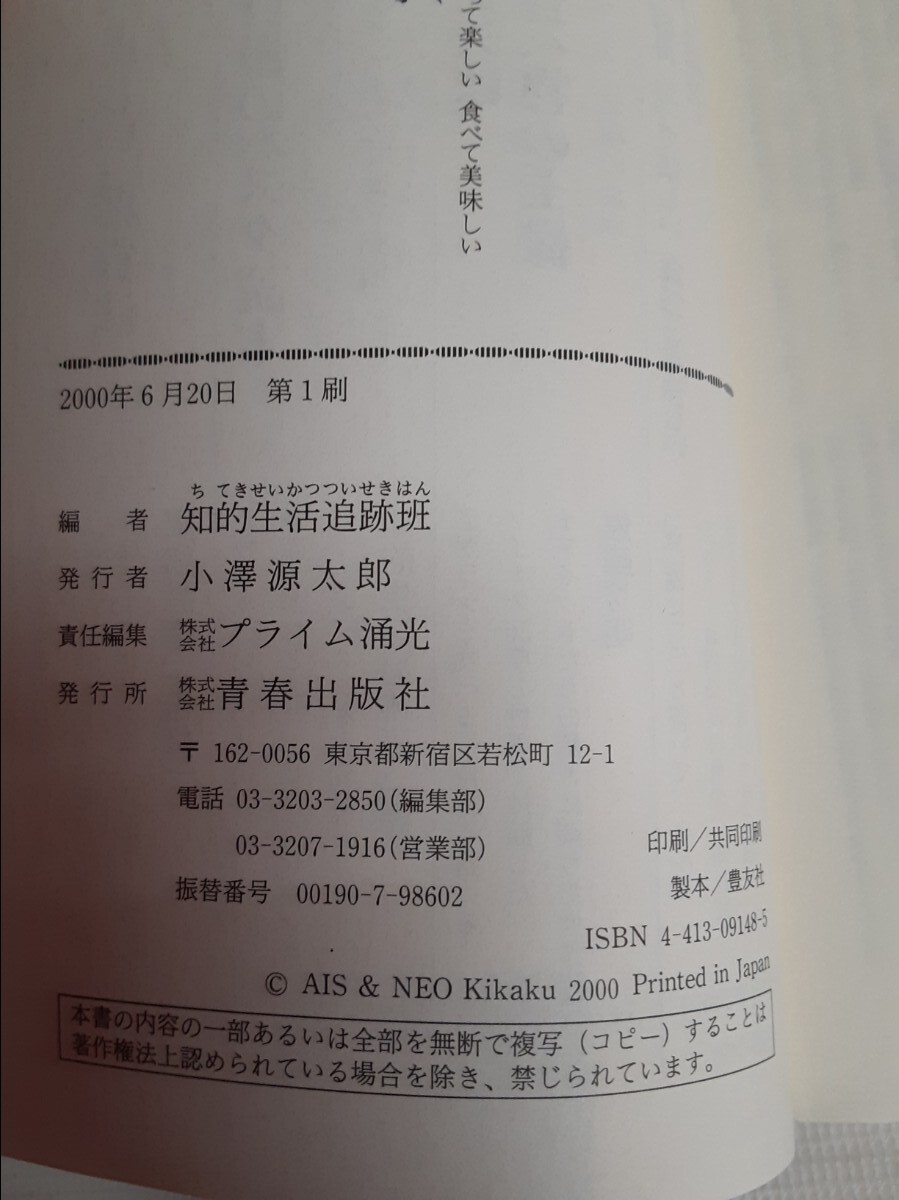 て楽しい 食べて美味しい
2000年6月20日 第1刷
ち てきせいかつついせきはん
編 者 知的生活追跡班
発行者 小澤源太郎
責任編集 株式会社プライム涌光
発行所 株式会社青春出版社
〒162-0056 東京都新宿区若松町 12-1
電話 03-3203-2850(編集部)
03-3207-1916(営業部)
振替番号 00190-7-98602
印刷/共同印刷
製本/豊友社
ISBN 4-413-09148-5
© AIS & NEO Kikaku 2000 Printed in Japan
本書の内容の一部あるいは全部を無断で複写(コピー)することは
著作権法上認められている場合を除き、禁じられています。